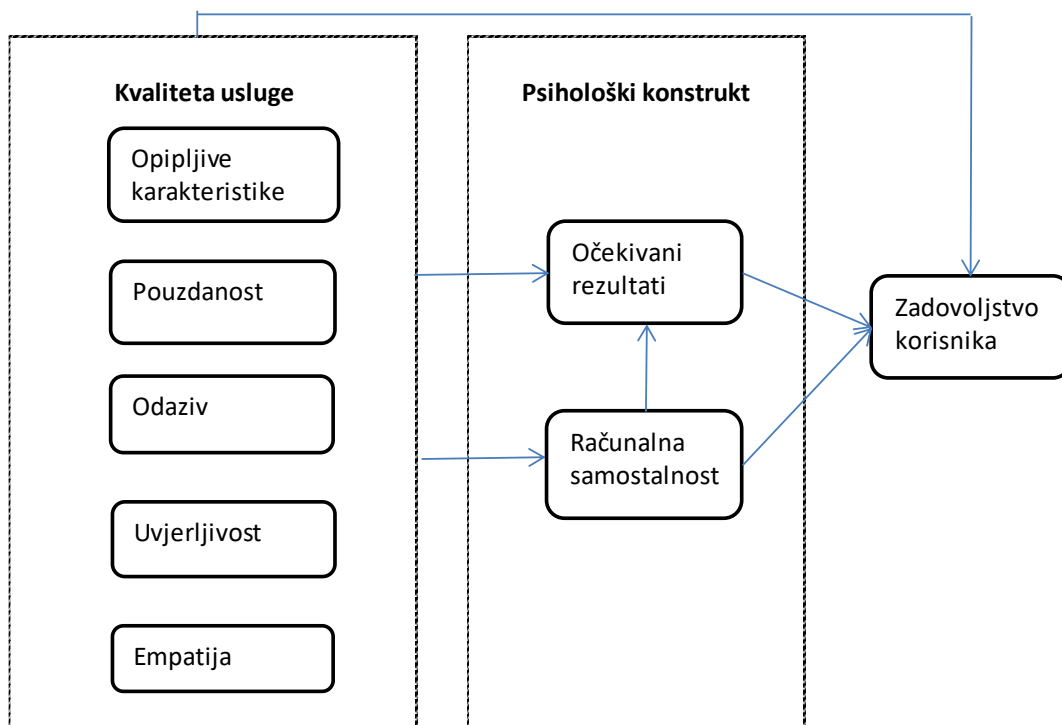 Kvaliteta usluge
Opipljive
karakteristike
Pouzdanost
Odaziv
Uvjerljivost
Empatija
Psihološki konstrukt
Očekivani
rezultati
Računalna
samostalnost
Zadovoljstvo
korisnika